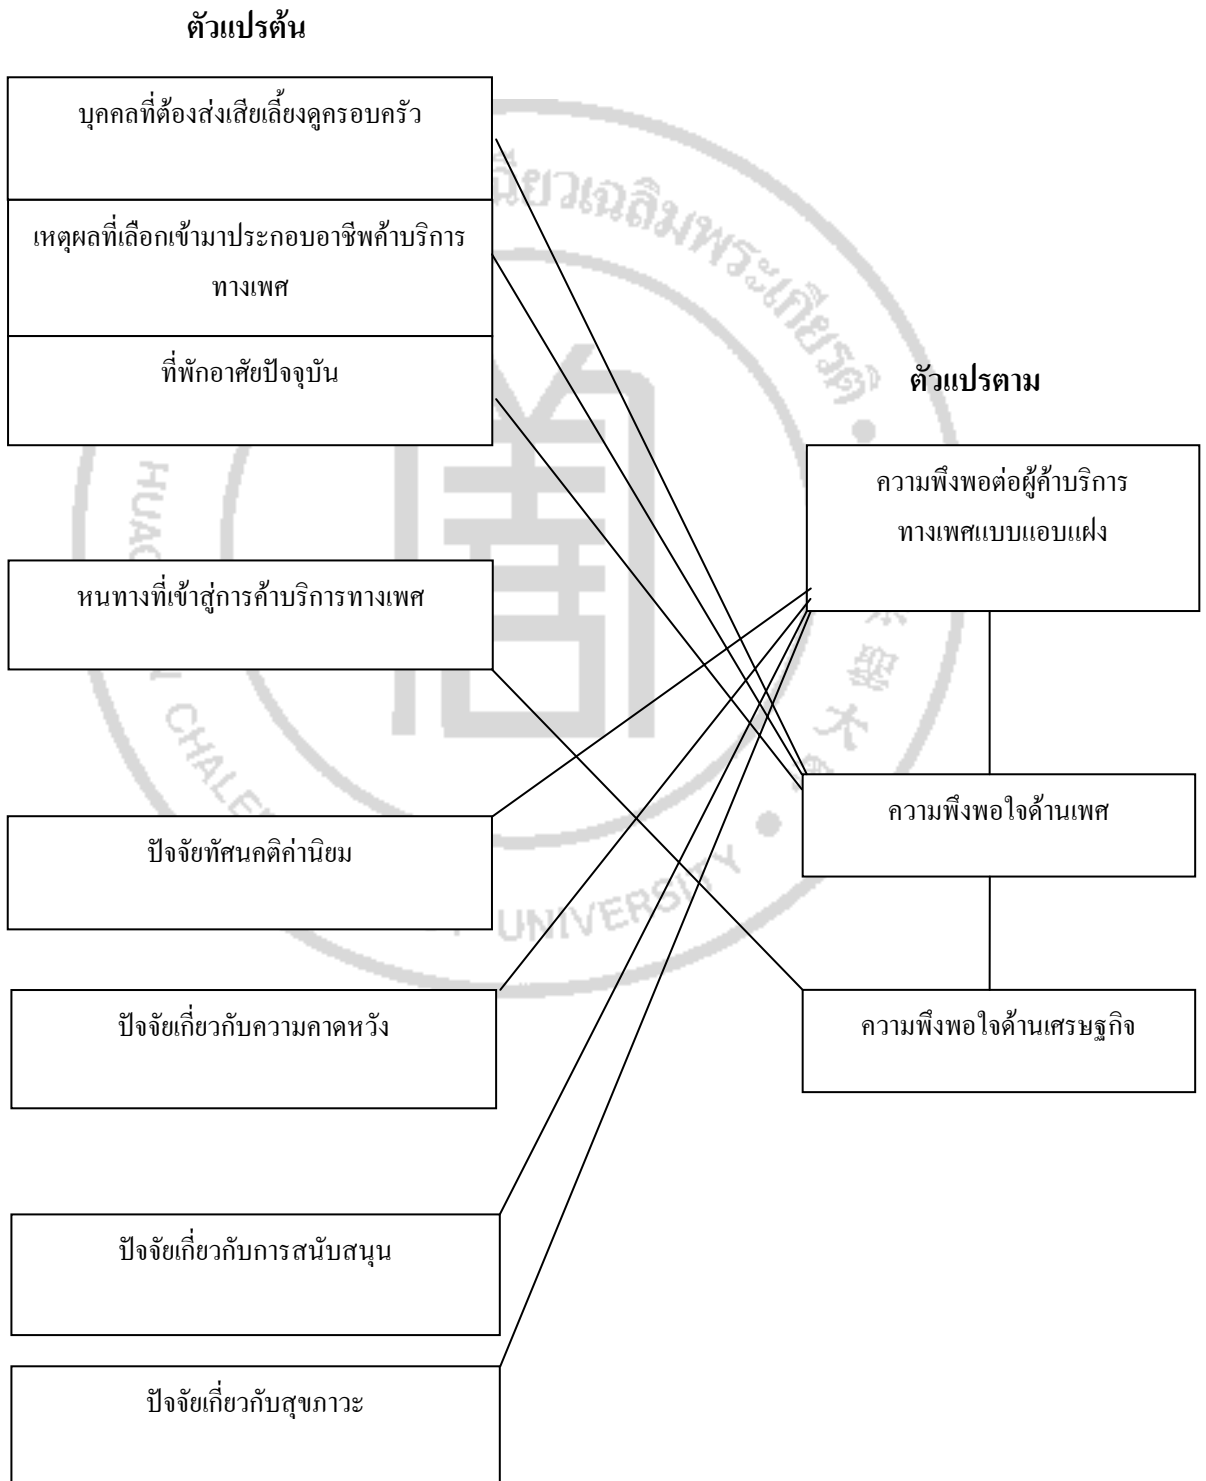 ตัวแปรต้น
บุคคลที่ต้องส่งเสียเลี้ยงดูครอบครัว
เหตุผลที่เลือกเข้ามาประกอบอาชีพค้าบริการ
ทางเพศ
ที่พักอาศัยปัจจุบัน
หนทางที่เข้าสู่การค้าบริการทางเพศ
ปัจจัยทัศนคติค่านิยม
ปัจจัยเกี่ยวกับความคาดหวัง
ปัจจัยเกี่ยวกับการสนับสนุน
ปัจจัยเกี่ยวกับสุขภาวะ
ตัวแปรตาม
ความพึงพอต่อผู้ค้าบริการ
ทางเพศแบบแอบแฝง
ความพึงพอใจด้านเพศ
ความพึงพอใจด้านเศรษฐกิจ
UNIVERSITY